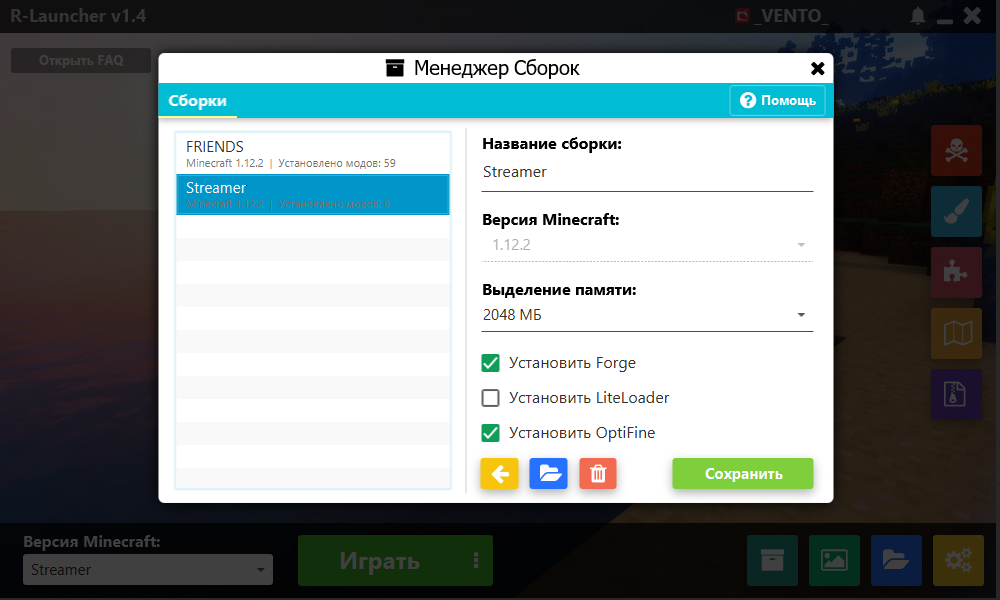 R-Launcher v1.4
_VENTO_
Открыть FAQ
Менеджер Сборок
Сборки
Помощь
FRIENDS
Minecraft 1.12.2 | Установлено модов: 59
Streamer
Minecraft 1.12.2 | Установлено модов: 0
Название сборки:
Streamer
Версия Minecraft:
1.12.2
Выделение памяти:
2048 МБ
Установить Forge
Установить LiteLoader
Установить OptiFine
Сохранить
Версия Minecraft:
Streamer
Играть